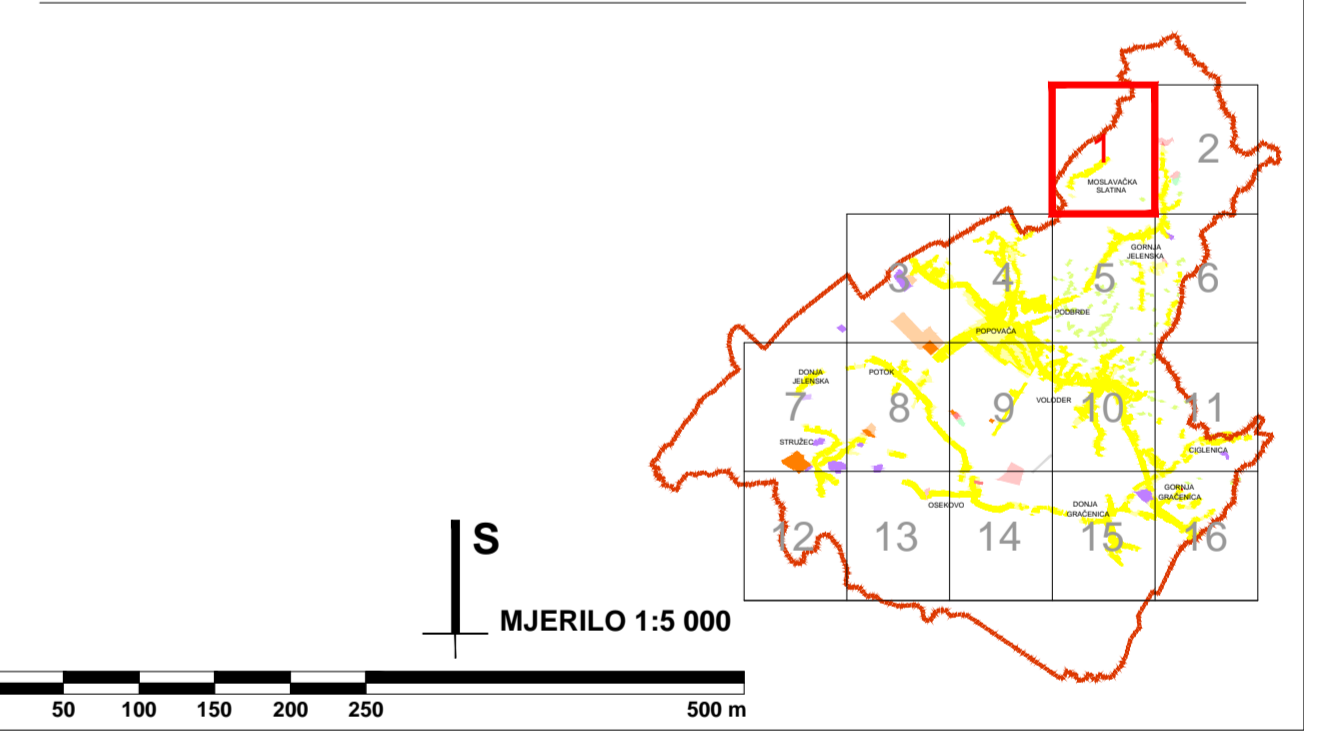 2
MOSLAVAČKA
SLATINA
GORNJA
JELENSKA
3
4
5
6
PODBRĐE
POPOVAČA
DONJA
JELENSKA
POTOK
7
8
9
VOLODER
10
11
STRUŽEC
CIGLENICA
GORNJA
GRAČENICA
OSEKOVO
DONJA
GRAČENICA
12
13
14
15
16
S
MJERILO 1:5 000
50 100 150 200 250 500 m